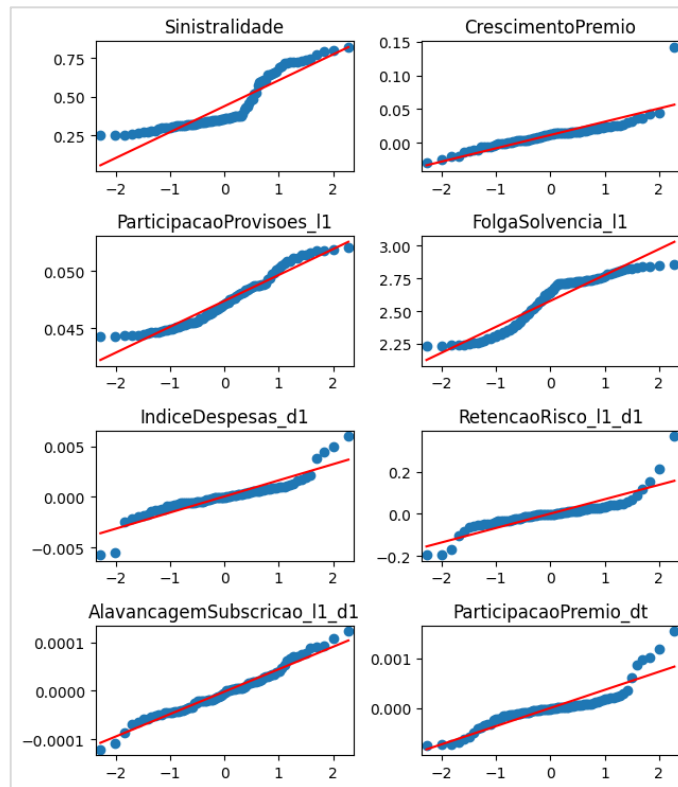 Sinistralidade
0.75
0.50
0.25
−2 −1 0 1 2
CrescimentoPremio
0.15
0.10
0.05
0.00
−2 −1 0 1 2
ParticipacaoProvisoes_l1
0.050
0.045
−2 −1 0 1 2
FolgaSolvencia_l1
3.00
2.75
2.50
2.25
−2 −1 0 1 2
IndiceDespesas_d1
0.005
0.000
−0.005
−2 −1 0 1 2
RetencaoRisco_l1_d1
0.2
0.0
−0.2
−2 −1 0 1 2
AlavancagemSubscricao_l1_d1
0.0001
0.0000
−0.0001
−2 −1 0 1 2
ParticipacaoPremio_dt
0.001
0.000
−2 −1 0 1 2